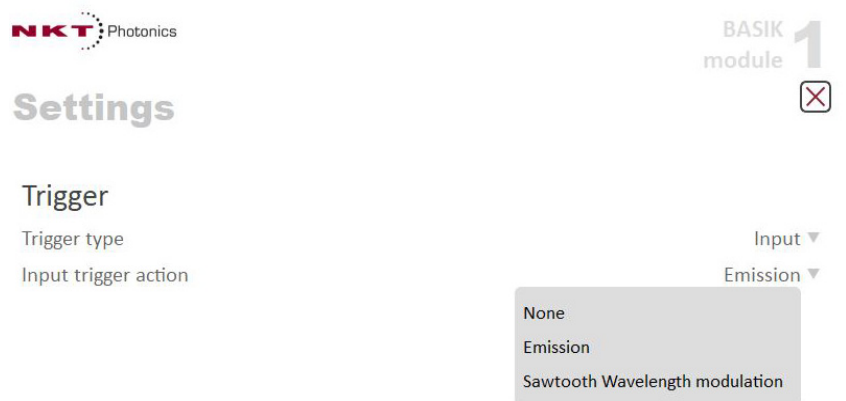 NKT Photonics
BASIK
module 1
Settings
Trigger
Trigger type Input
Input trigger action Emission
None
Emission
Sawtooth Wavelength modulation